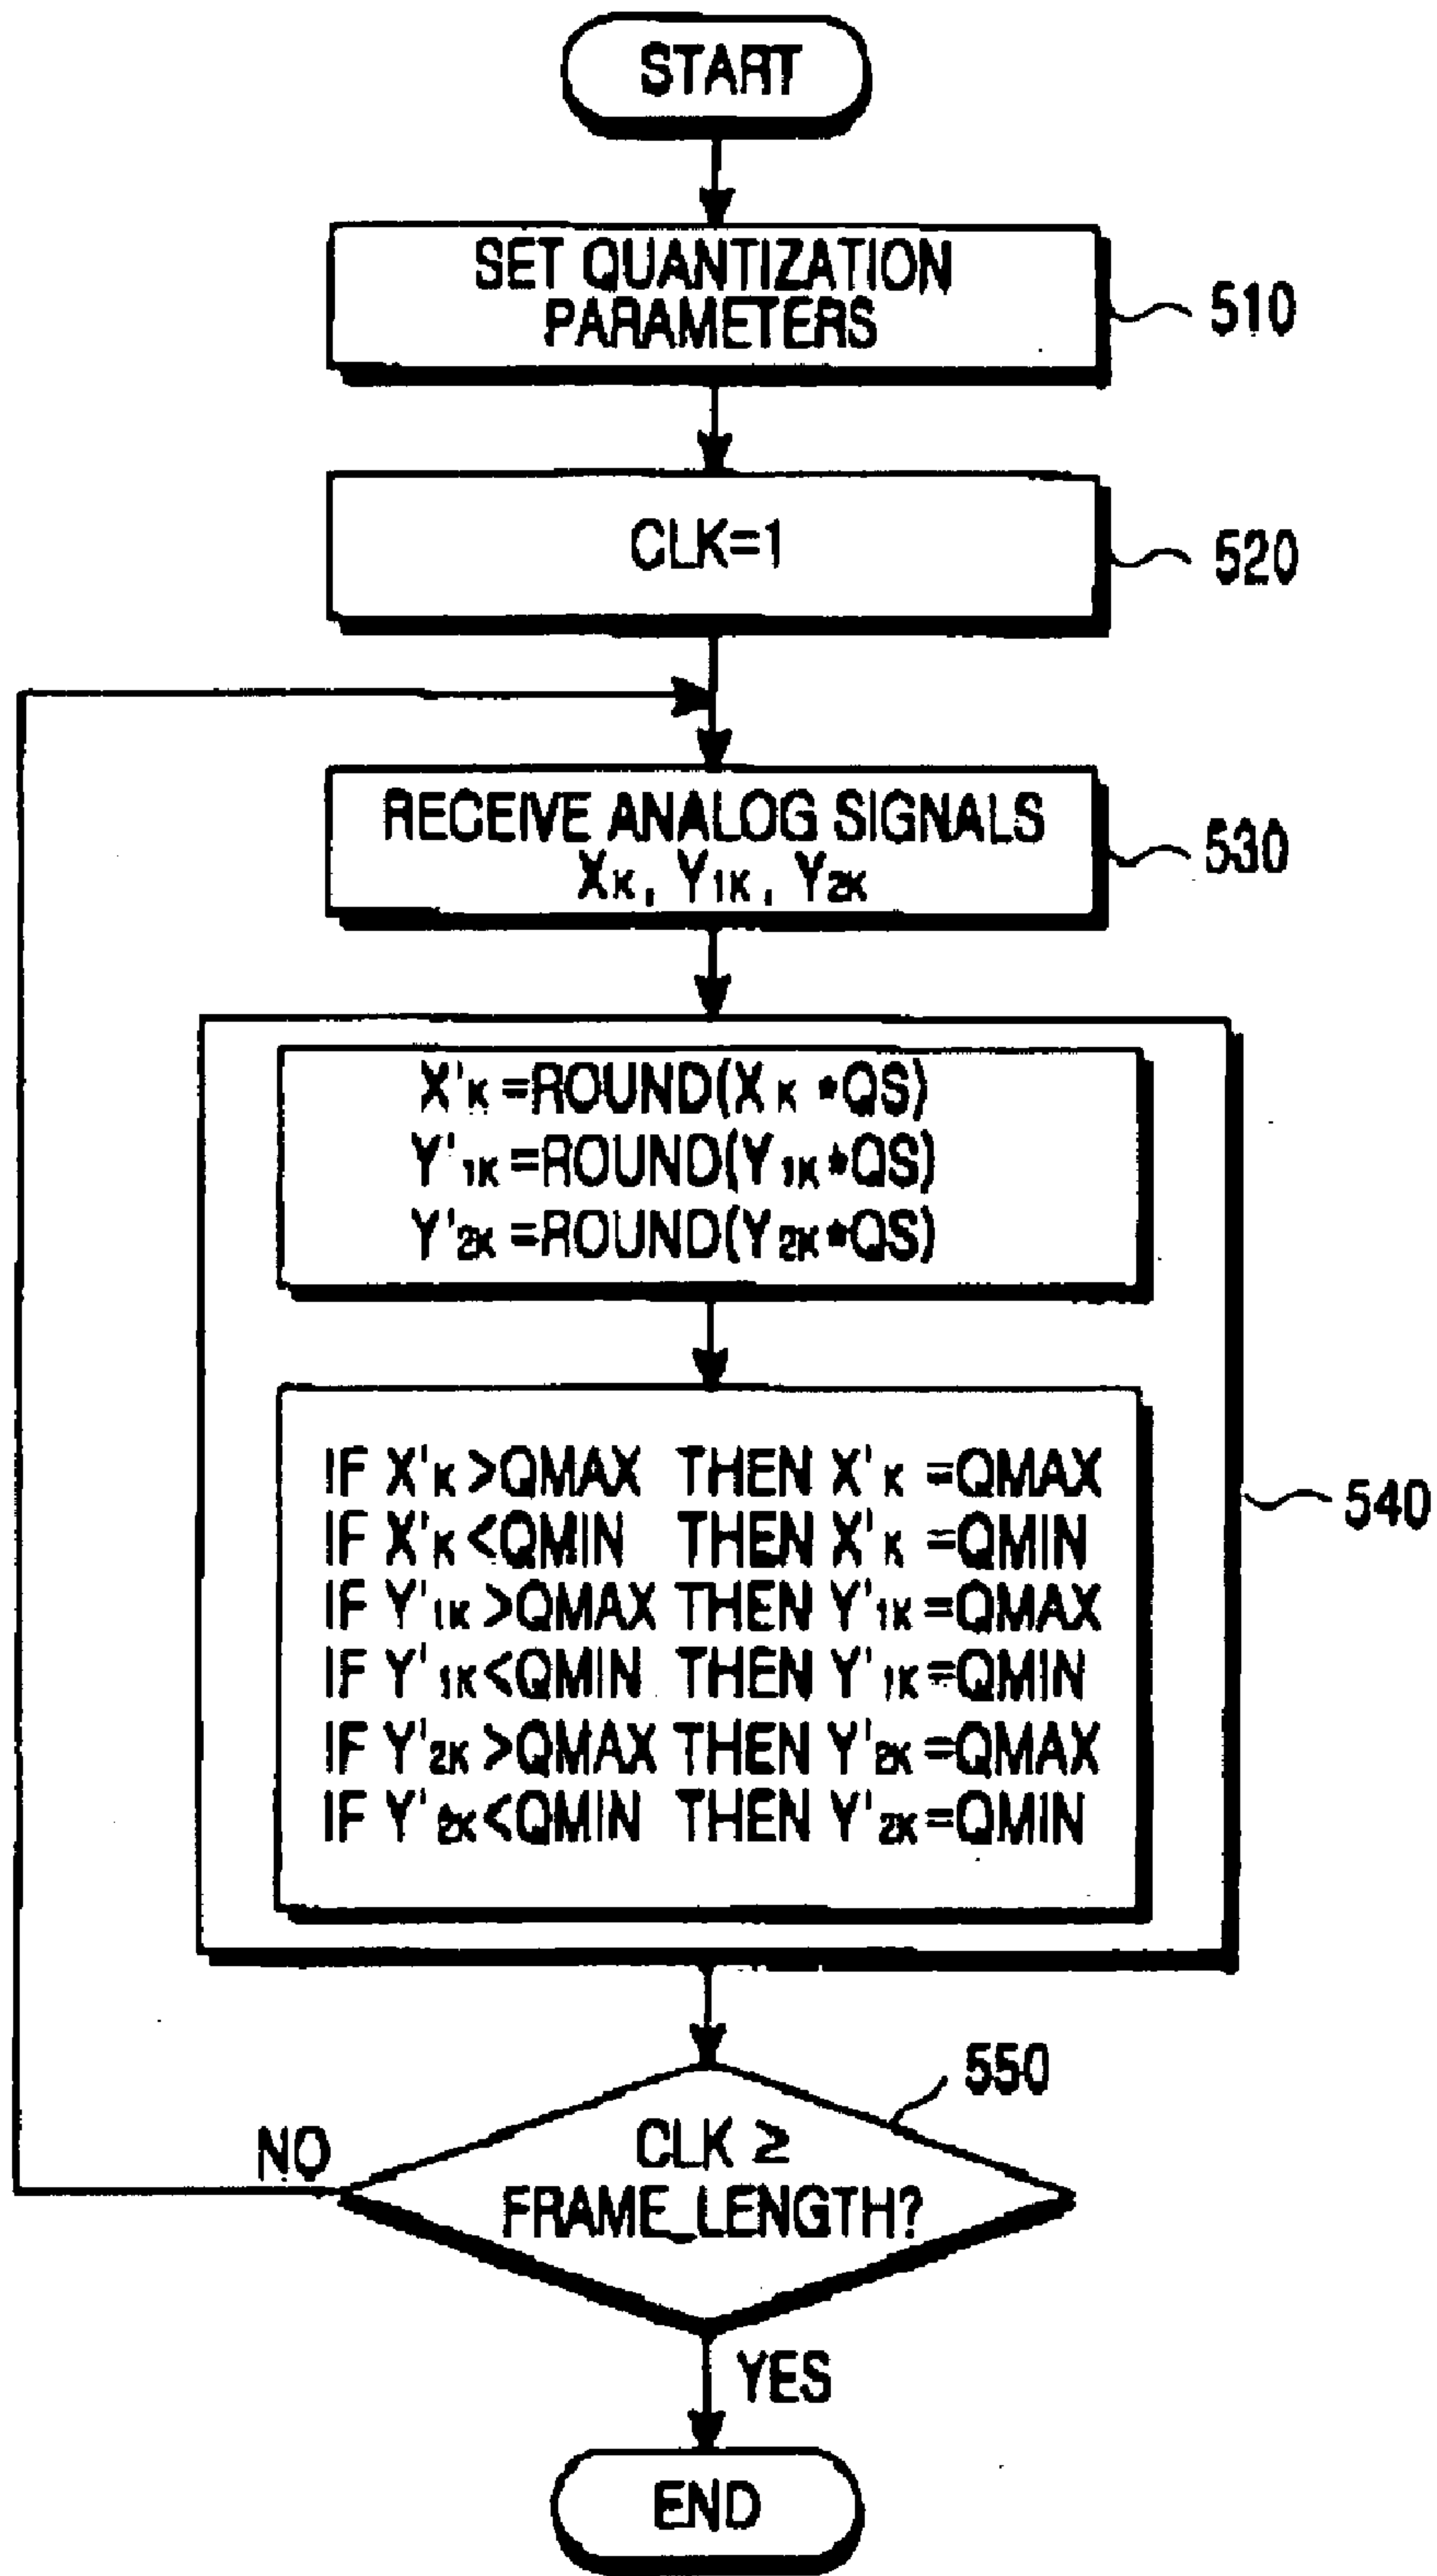 START
SET QUANTIZATION
PARAMETERS
510
CLK=1
520
RECEIVE ANALOG SIGNALS
XK, Y1K, Y2K
530
X'K=ROUND(XK*QS)
Y'1K=ROUND(Y1K*QS)
Y'2K=ROUND(Y2K*QS)
IF X'K>QMAX THEN X'K=QMAX
IF X'K<QMIN THEN X'K=QMIN
IF Y'1K>QMAX THEN Y'1K=QMAX
IF Y'1K<QMIN THEN Y'1K=QMIN
IF Y'2K>QMAX THEN Y'2K=QMAX
IF Y'2K<QMIN THEN Y'2K=QMIN
540
550
CLK ≥
FRAME_LENGTH?
NO
YES
END